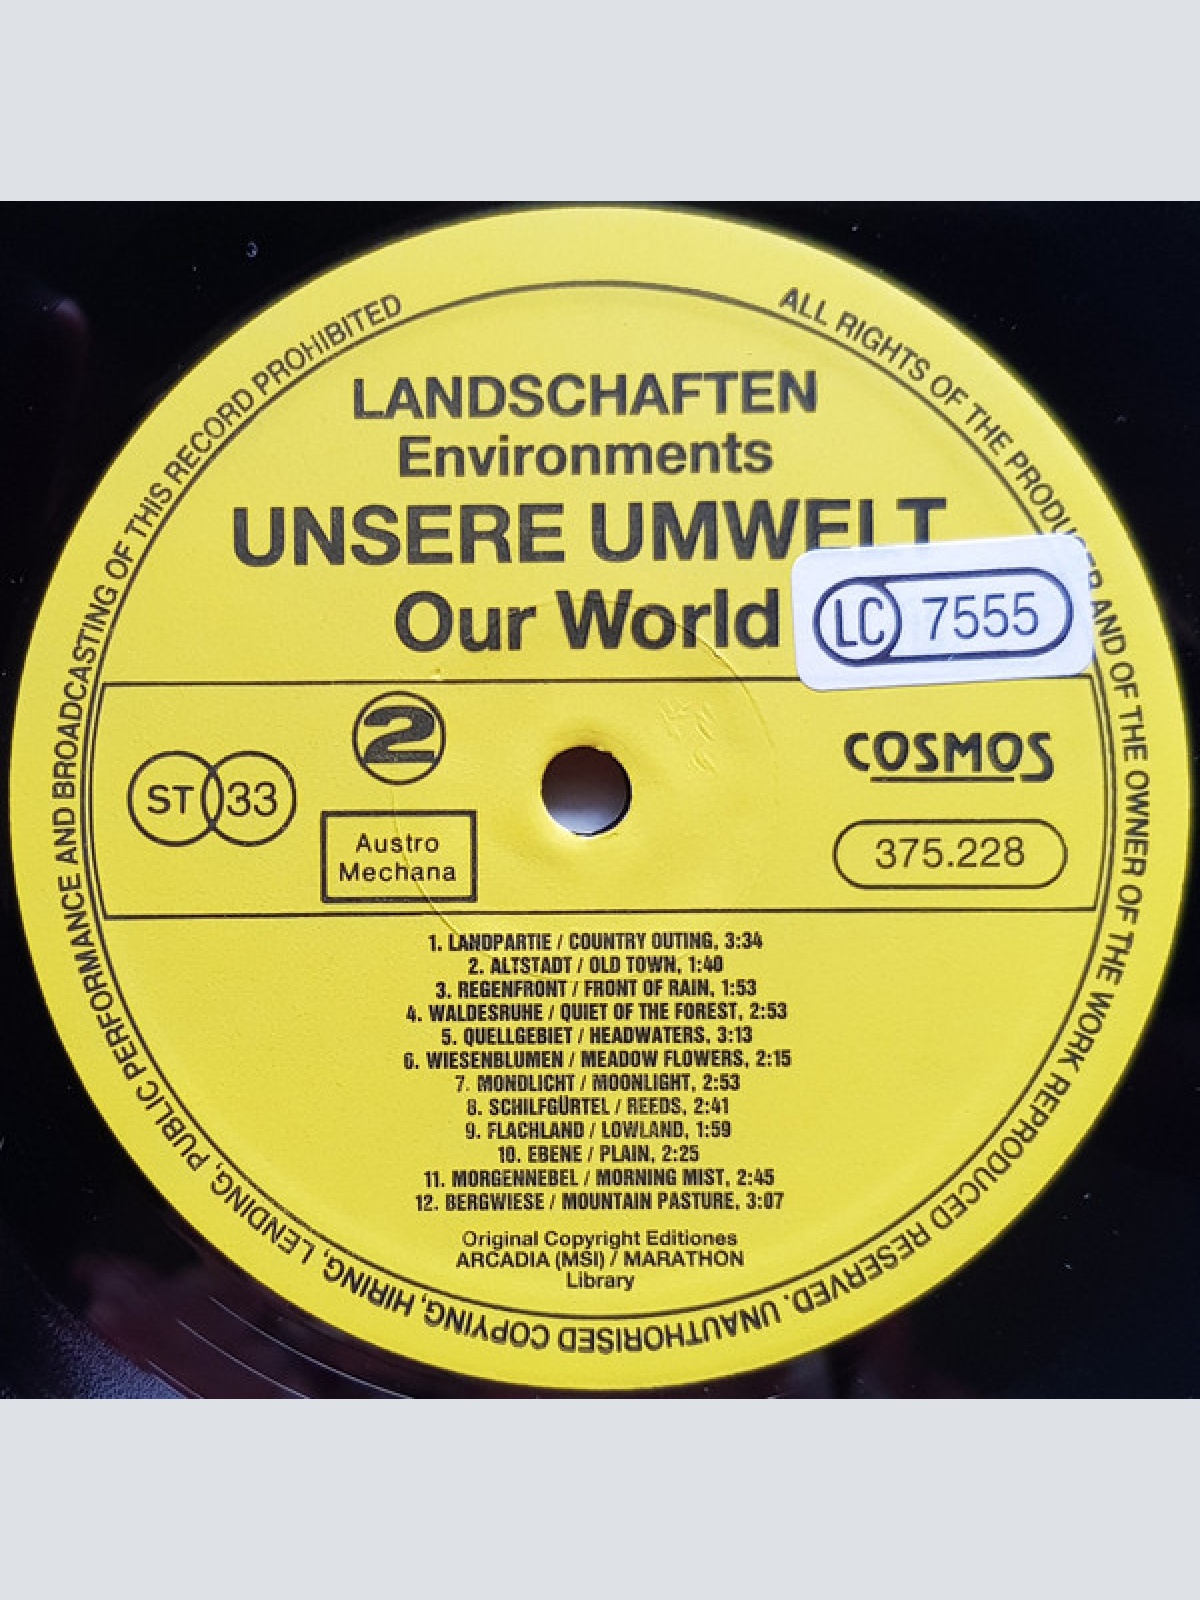 ALL RIGHTS OF THE PRODUCER AND OF THE OWNER OF THE WORK REPRODUCED RESERVED. UNAUTHORISED COPYING, HIRING, LENDING, PUBLIC PERFORMANCE AND BROADCASTING OF THIS RECORD PROHIBITED
LANDSCHAFTEN
Environments
UNSERE UMWELT
Our World
LC 7555
2
ST 33
Austro
Mechana
COSMOS
375.228
1. LANDPARTIE / COUNTRY OUTING, 3:34
2. ALTSTADT / OLD TOWN, 1:40
3. REGENFRONT / FRONT OF RAIN, 1:53
4. WALDESRUHE / QUIET OF THE FOREST, 2:53
5. QUELLGEBIET / HEADWATERS, 3:13
6. WIESENBLUMEN / MEADOW FLOWERS, 2:15
7. MONDLICHT / MOONLIGHT, 2:53
8. SCHILFGÜRTEL / REEDS, 2:41
9. FLACHLAND / LOWLAND, 1:59
10. EBENE / PLAIN, 2:25
11. MORGENNEBEL / MORNING MIST, 2:45
12. BERGWIESE / MOUNTAIN PASTURE, 3:07
Original Copyright Editiones
ARCADIA (MSI) / MARATHON
Library